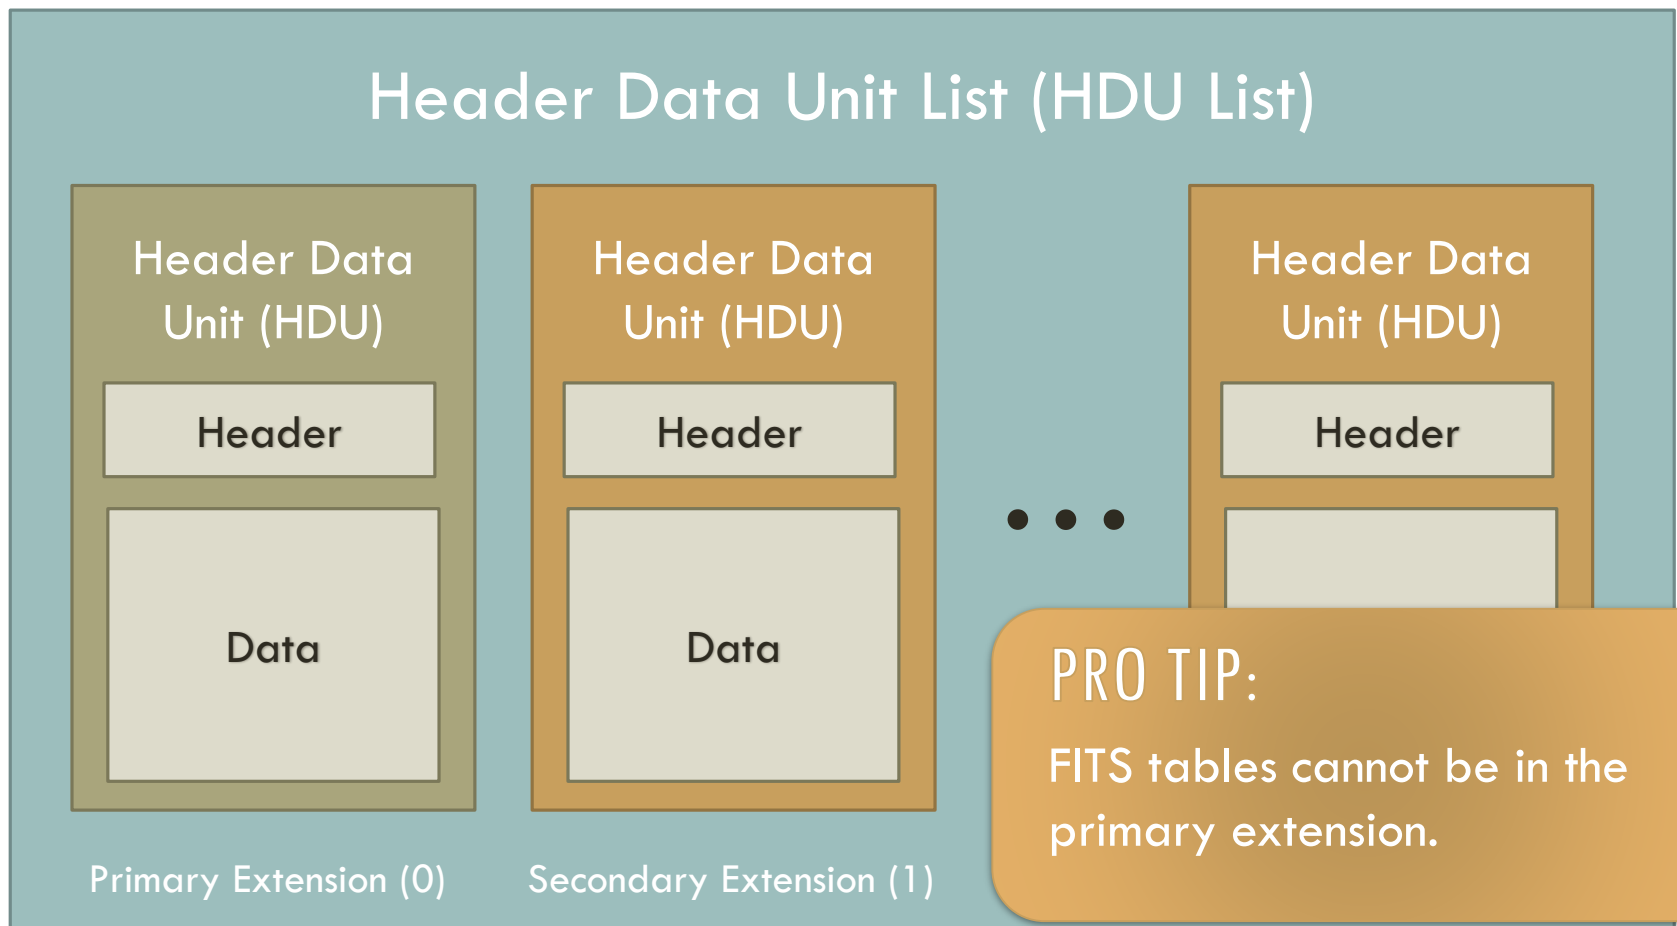 Header Data Unit List (HDU List)
Header Data
Unit (HDU)
Header
Data
Primary Extension (0)
Header Data
Unit (HDU)
Header
Data
Secondary Extension (1)
Header Data
Unit (HDU)
Header
PRO TIP:
FITS tables cannot be in the
primary extension.